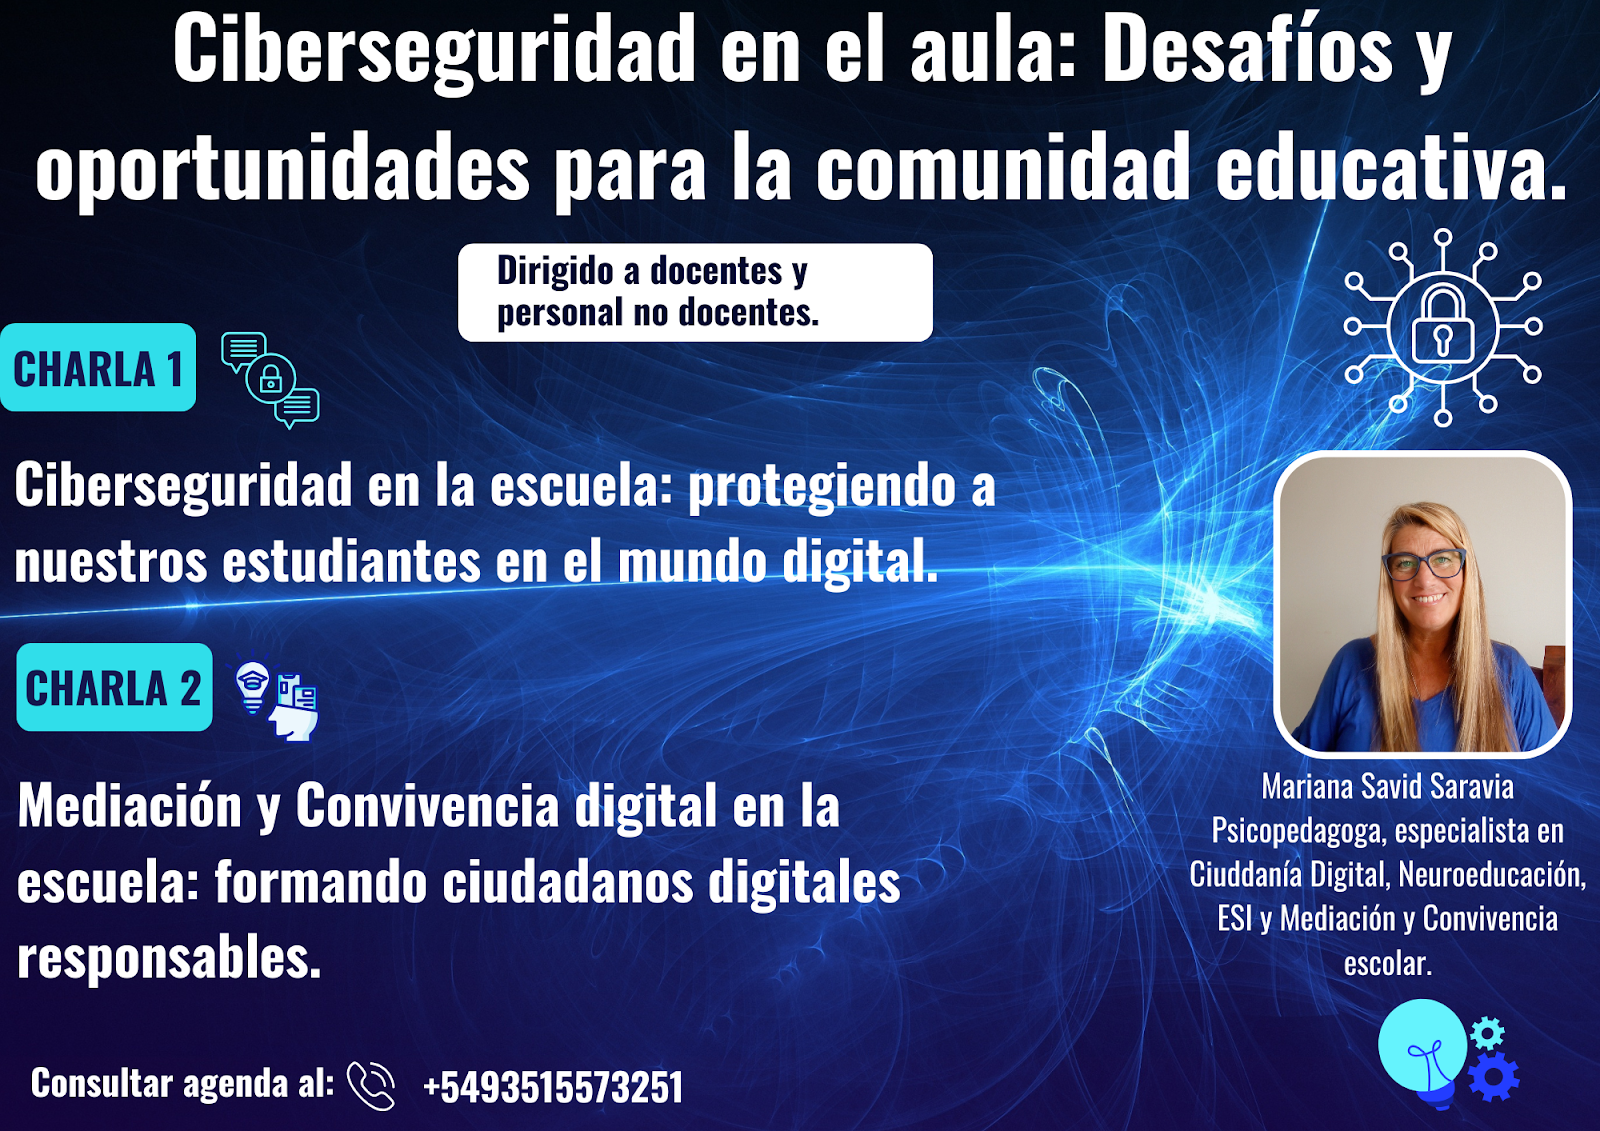 Ciberseguridad en el aula: Desafíos y
oportunidades para la comunidad educativa.
Dirigido a docentes y
personal no docentes.
CHARLA 1
Ciberseguridad en la escuela: protegiendo a
nuestros estudiantes en el mundo digital.
CHARLA 2
Mediación y Convivencia digital en la
escuela: formando ciudadanos digitales
responsables.
Mariana Savid Saravia
Psicopedagoga, especialista en
Ciuddanía Digital, Neuroeducación,
ESI y Mediación y Convivencia
escolar.
Consultar agenda al: +5493515573251